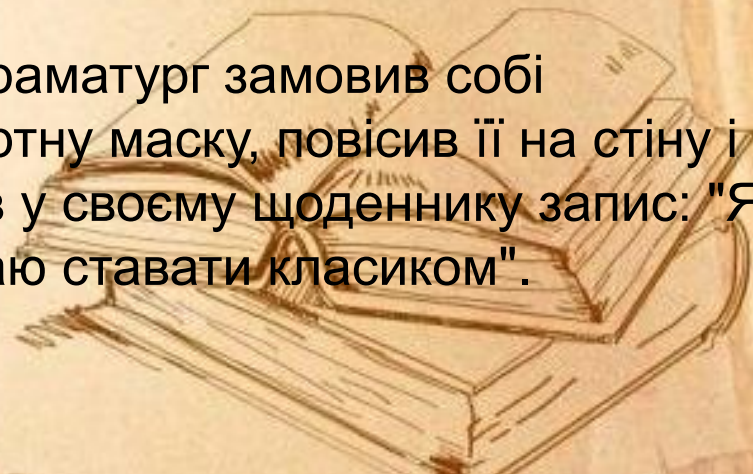 раматург замовив собі
отну маску, повісив її на стіну і
в у своєму щоденнику запис: "Я
аю ставати класиком".